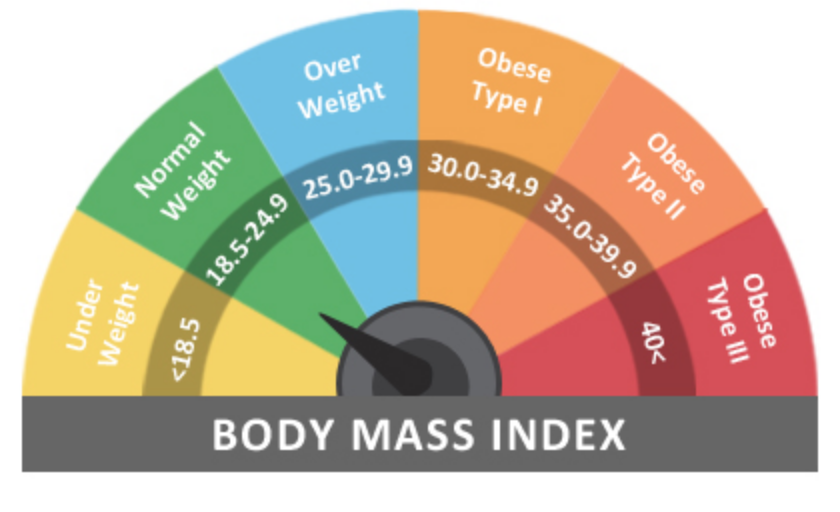 Under
Weight
<18.5
Normal
Weight
18.5-24.9
Over
Weight
25.0-29.9
Obese
Type I
30.0-34.9
Obese
Type II
35.0-39.9
Obese
Type III
40<
BODY MASS INDEX